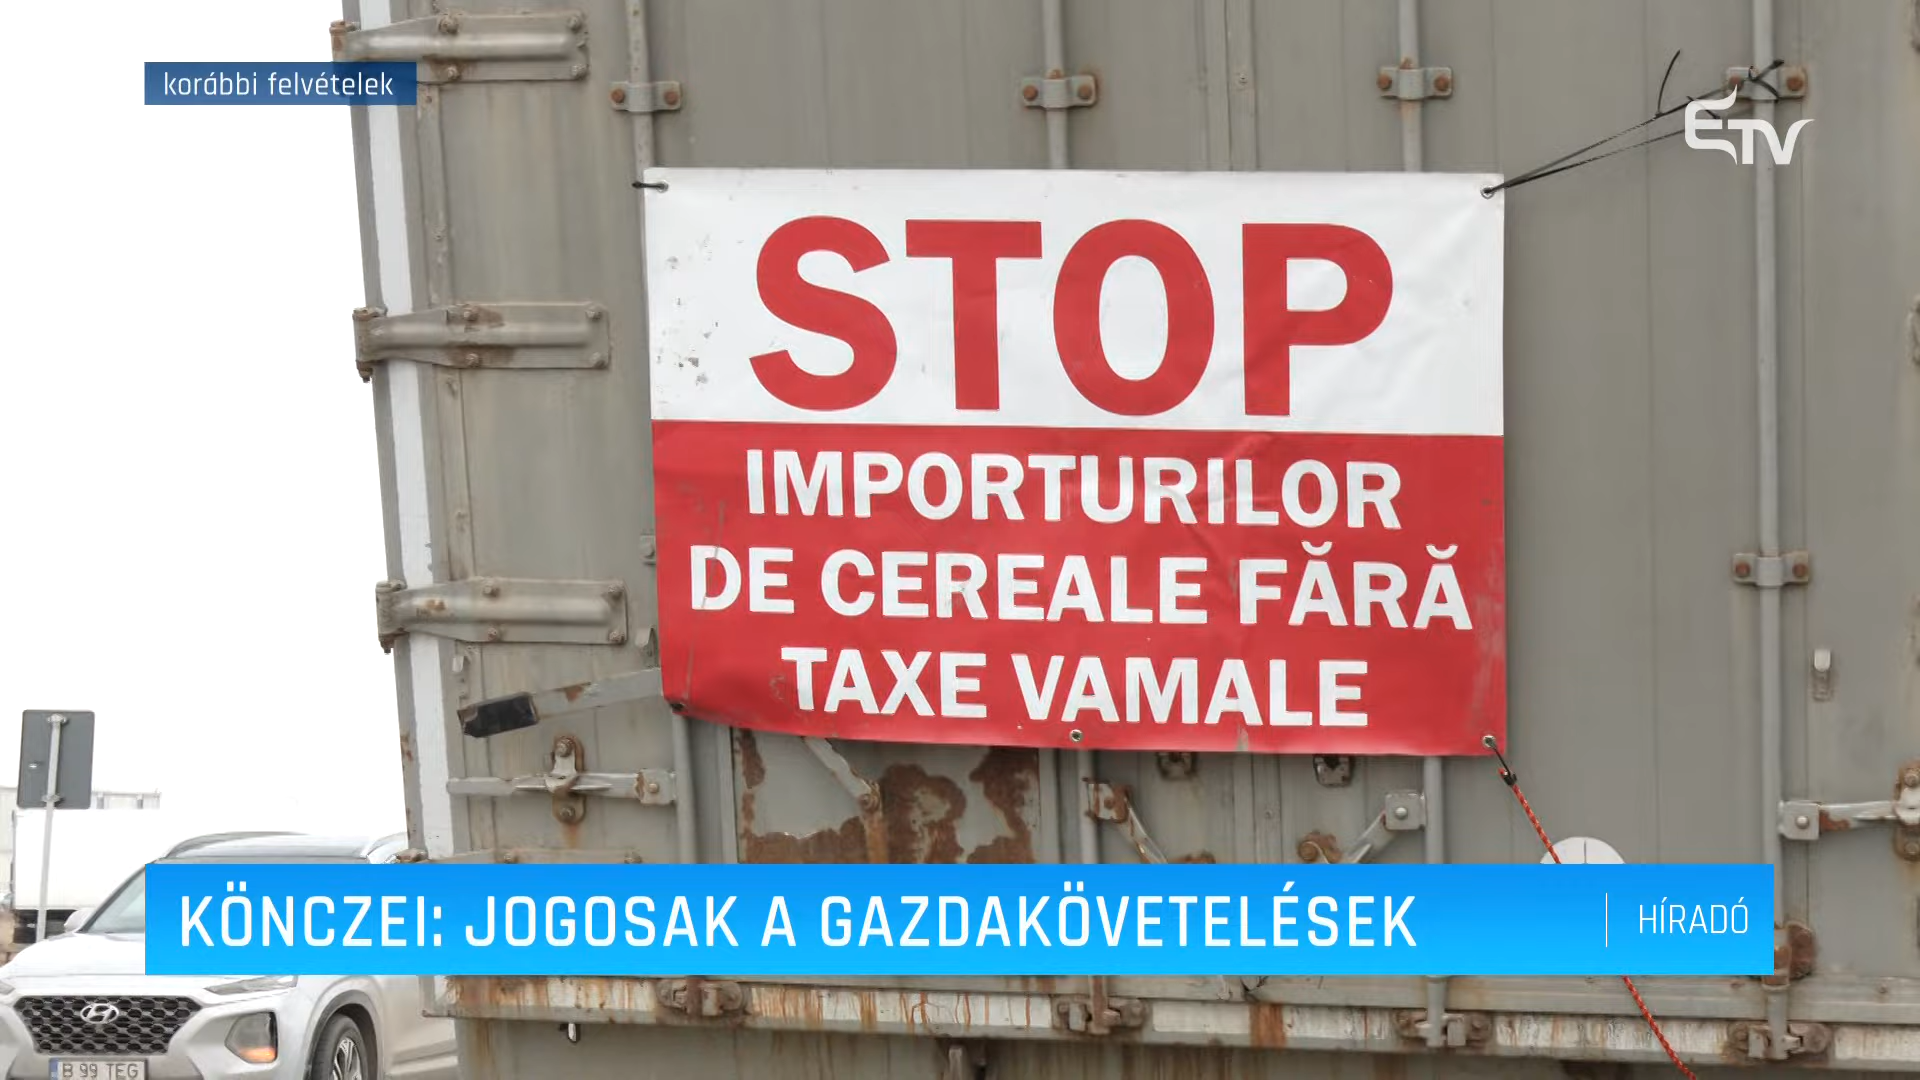 korábbi felvételek
ETV
STOP
IMPORTURILOR
DE CEREALE FĂRĂ
TAXE VAMALE
KÖNCZEI: JOGOSAK A GAZDAKÖVETELÉSEK
HÍRADÓ
B 99 TEG